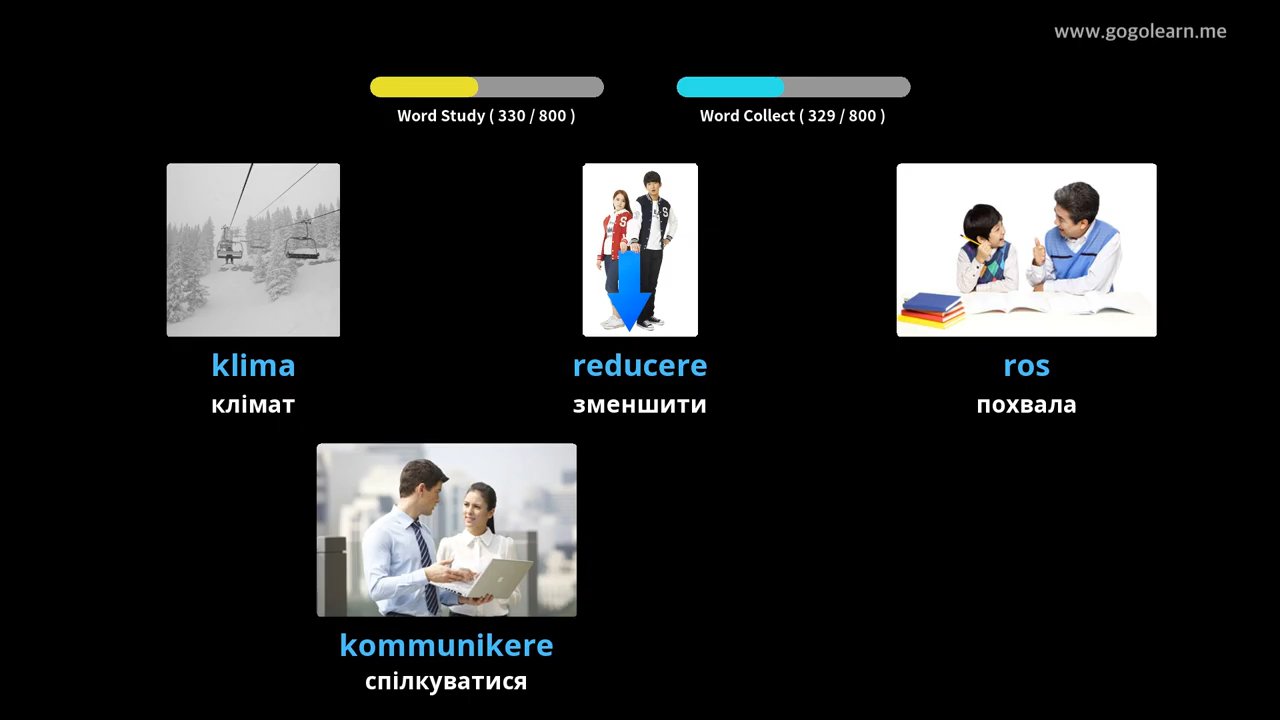 www.gogolearn.me
Word Study ( 330 / 800 )
Word Collect ( 329 / 800 )
klima
reducere
ros
клімат
зменшити
похвала
kommunikere
спілкуватися